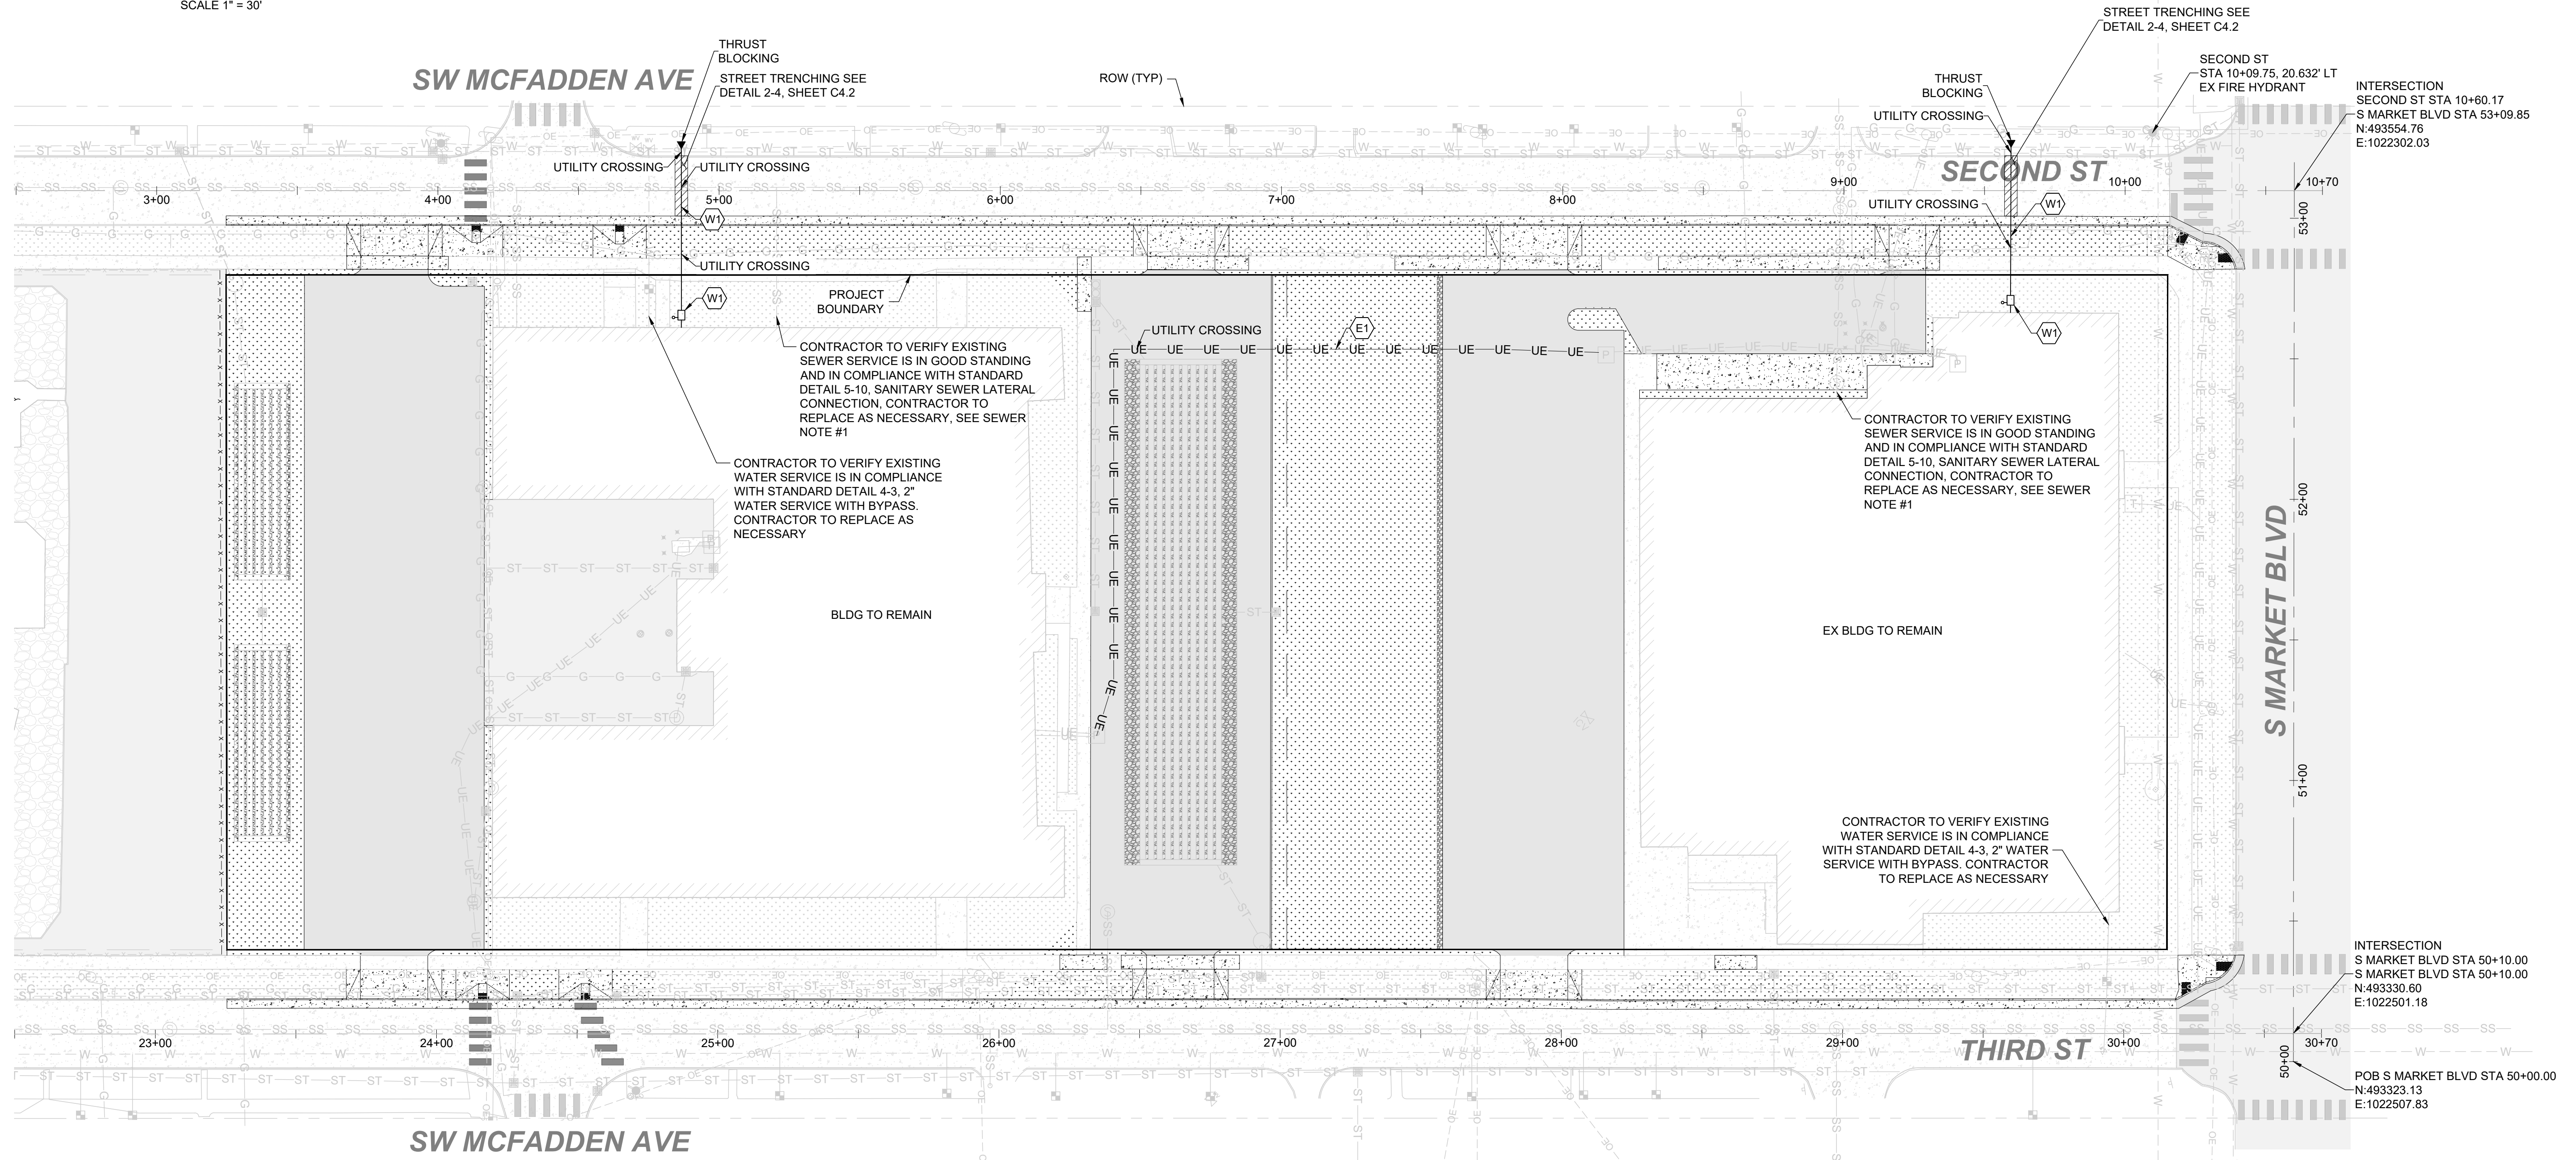 SCALE 1" = 30'
STREET TRENCHING SEE
DETAIL 2-4, SHEET C4.2
THRUST
BLOCKING
STREET TRENCHING SEE
DETAIL 2-4, SHEET C4.2
SW MCFADDEN AVE
ROW (TYP)
THRUST
BLOCKING
SECOND ST
STA 10+09.75, 20.632' LT
EX FIRE HYDRANT
INTERSECTION
SECOND ST STA 10+60.17
S MARKET BLVD STA 53+09.85
N:493554.76
E:1022302.03
UTILITY CROSSING
UTILITY CROSSING
UTILITY CROSSING
SECOND ST
3+00
4+00
5+00
6+00
7+00
8+00
9+00
10+00
10+70
W1
UTILITY CROSSING
W1
53+00
UTILITY CROSSING
PROJECT
BOUNDARY
W1
W1
E1
UTILITY CROSSING
UE UE UE UE UE UE UE UE UE UE UE UE UE
CONTRACTOR TO VERIFY EXISTING
SEWER SERVICE IS IN GOOD STANDING
AND IN COMPLIANCE WITH STANDARD
DETAIL 5-10, SANITARY SEWER LATERAL
CONNECTION, CONTRACTOR TO
REPLACE AS NECESSARY, SEE SEWER
NOTE #1
CONTRACTOR TO VERIFY EXISTING
SEWER SERVICE IS IN GOOD STANDING
AND IN COMPLIANCE WITH STANDARD
DETAIL 5-10, SANITARY SEWER LATERAL
CONNECTION, CONTRACTOR TO
REPLACE AS NECESSARY, SEE SEWER
NOTE #1
CONTRACTOR TO VERIFY EXISTING
WATER SERVICE IS IN COMPLIANCE
WITH STANDARD DETAIL 4-3, 2"
WATER SERVICE WITH BYPASS.
CONTRACTOR TO REPLACE AS
NECESSARY
52+00
S MARKET BLVD
BLDG TO REMAIN
EX BLDG TO REMAIN
51+00
CONTRACTOR TO VERIFY EXISTING
WATER SERVICE IS IN COMPLIANCE
WITH STANDARD DETAIL 4-3, 2" WATER
SERVICE WITH BYPASS. CONTRACTOR
TO REPLACE AS NECESSARY
INTERSECTION
S MARKET BLVD STA 50+10.00
S MARKET BLVD STA 50+10.00
N:493330.60
E:1022501.18
23+00
24+00
25+00
26+00
27+00
28+00
29+00
30+00
30+70
THIRD ST
50+00
POB S MARKET BLVD STA 50+00.00
N:493323.13
E:1022507.83
SW MCFADDEN AVE